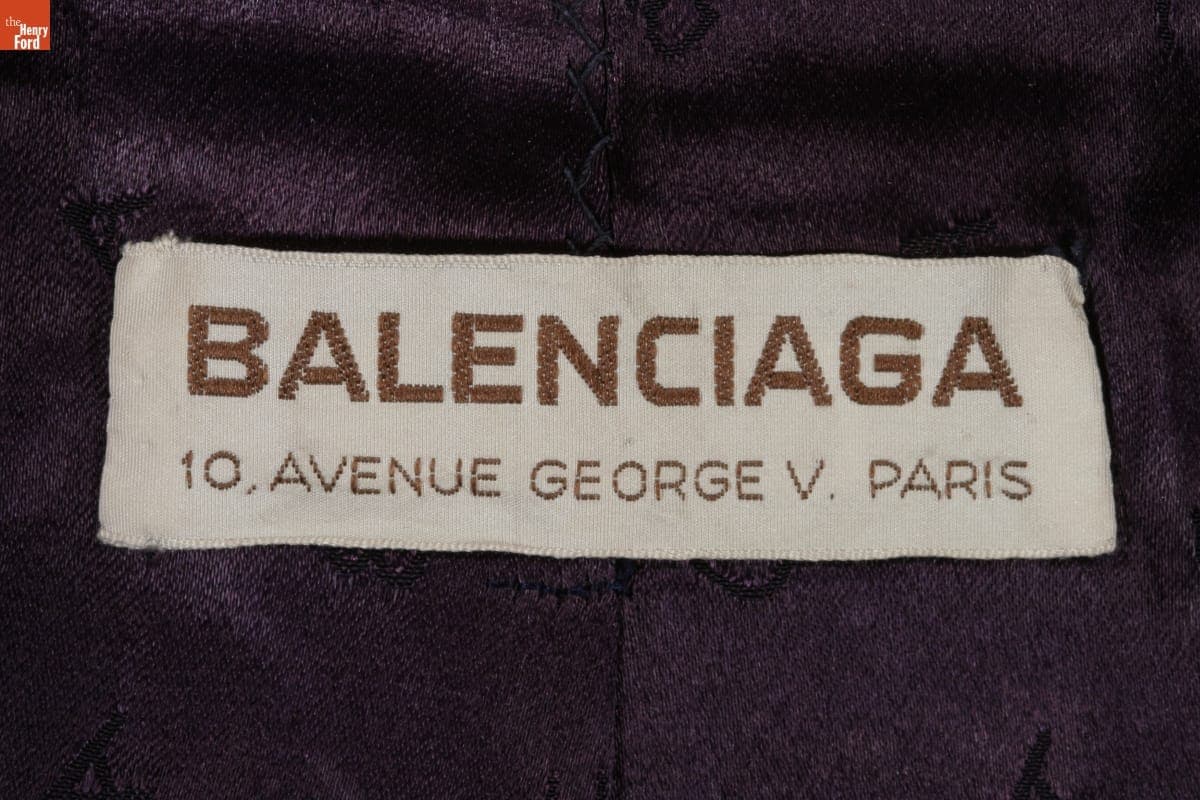 the
Henry
Ford
BALENCIAGA
10, AVENUE GEORGE V. PARIS